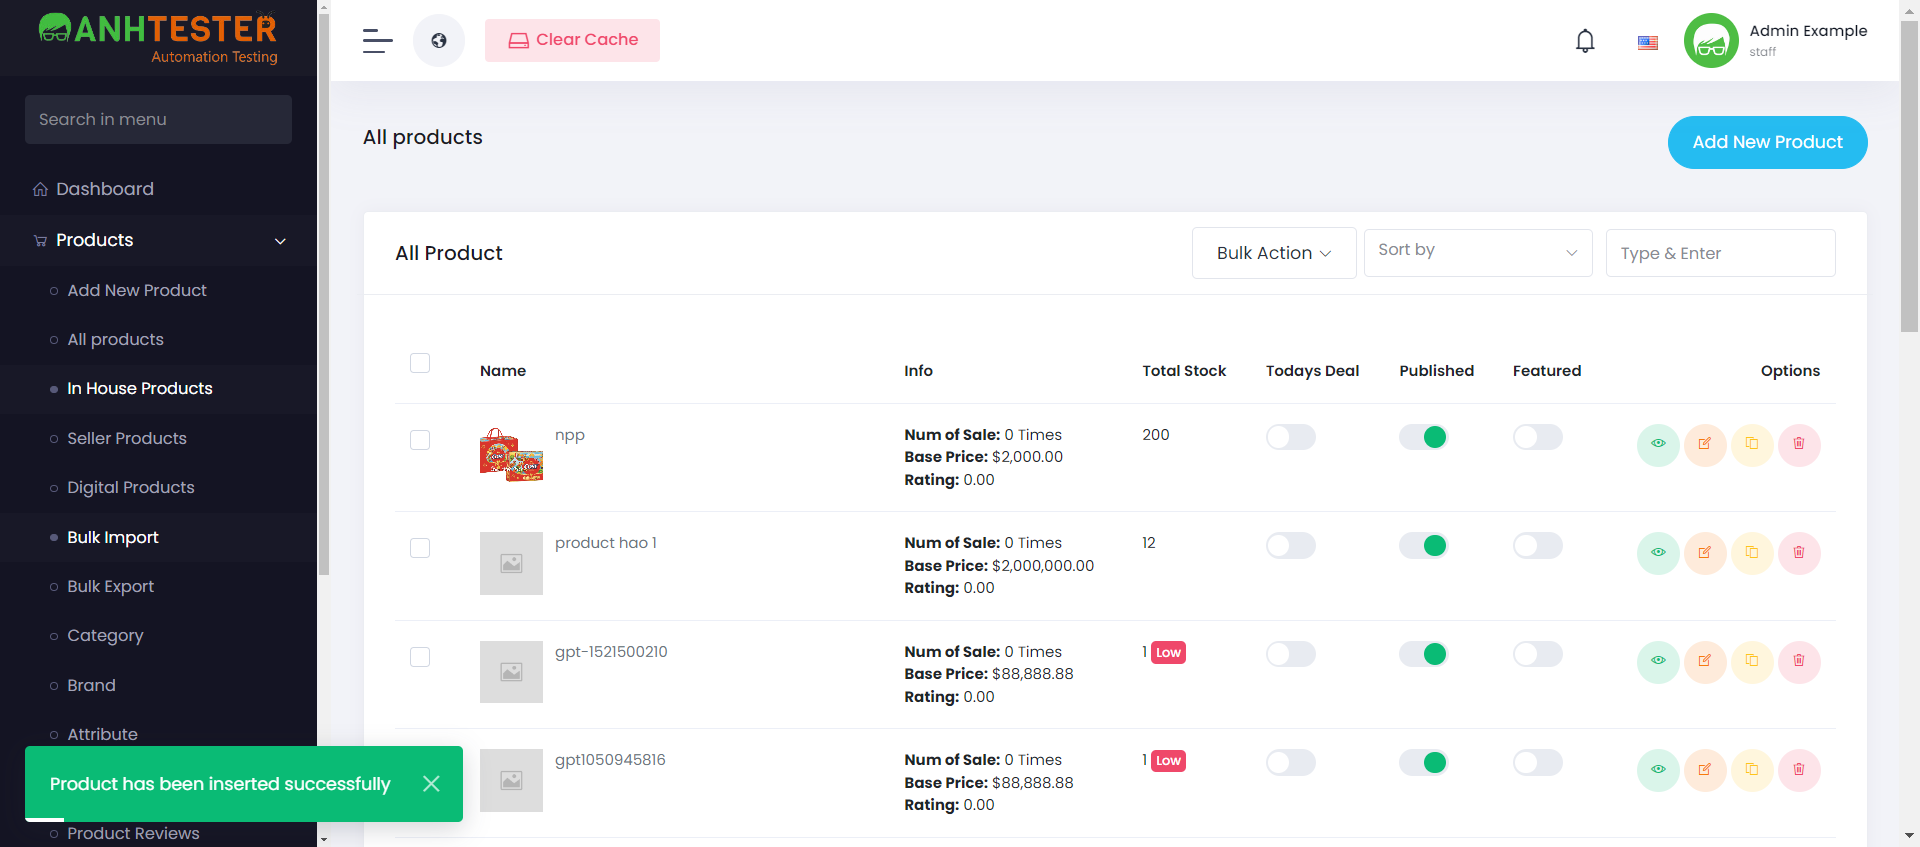 ANHTESTER
Automation Testing
Search in menu
Dashboard
Products
Add New Product
All products
In House Products
Seller Products
Digital Products
Bulk Import
Bulk Export
Category
Brand
Attribute
Product Reviews
Product has been inserted successfully
Clear Cache
Admin Example
staff
All products
Add New Product
All Product
Bulk Action
Sort by
Type & Enter
Name Info Total Stock Todays Deal Published Featured Options
npp
Num of Sale: 0 Times
Base Price: $2,000.00
Rating: 0.00
200
product hao 1
Num of Sale: 0 Times
Base Price: $2,000,000.00
Rating: 0.00
12
gpt-1521500210
Num of Sale: 0 Times
Base Price: $88,888.88
Rating: 0.00
1 Low
gpt1050945816
Num of Sale: 0 Times
Base Price: $88,888.88
Rating: 0.00
1 Low